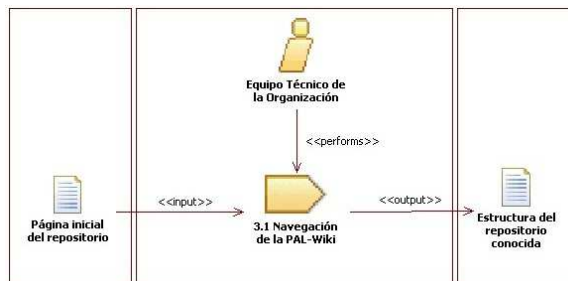 Equipo Técnico de
la Organización
<<performs>>
<<input>>
<<output>>
Página inicial
del repositorio
3.1 Navegación
de la PAL-Wiki
Estructura del
repositorio
conocida